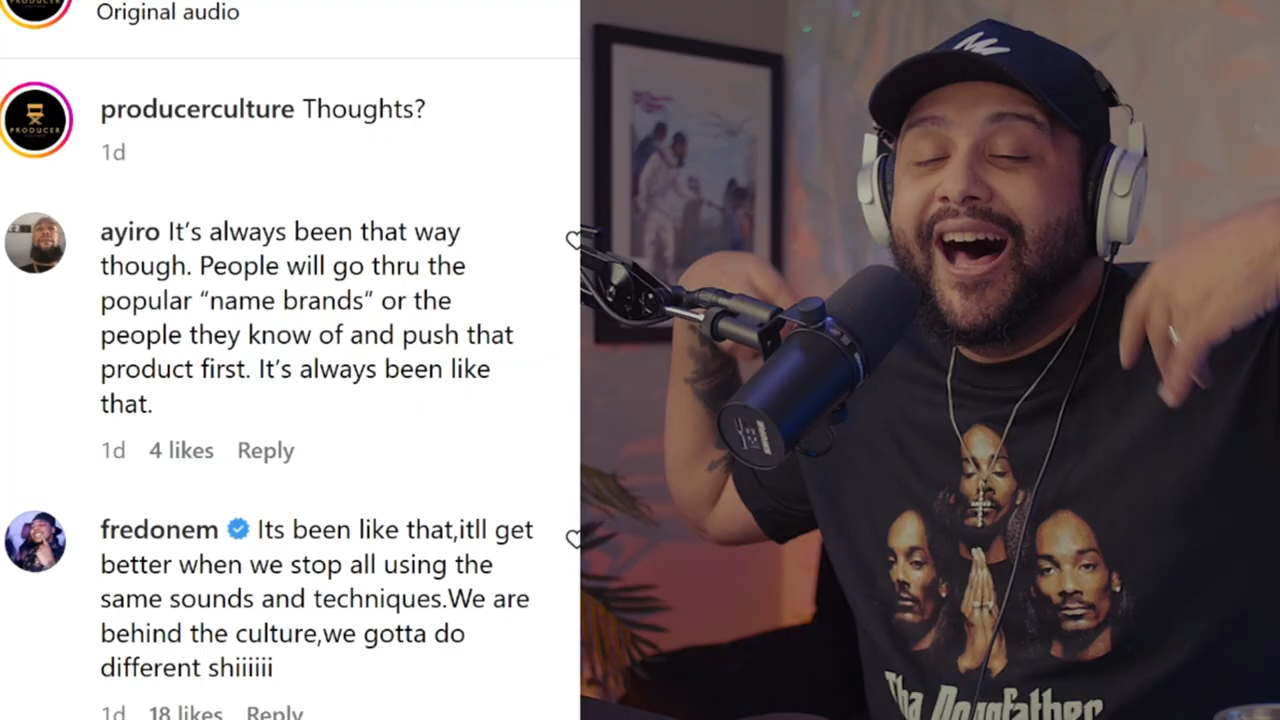 PRODUCER
Original audio
producerculture Thoughts?
PRODUCER
1d
ayiro It’s always been that way
though. People will go thru the
popular “name brands” or the
people they know of and push that
product first. It’s always been like
that.
1d 4 likes Reply
fredonem Its been like that,itll get
better when we stop all using the
same sounds and techniques.We are
behind the culture,we gotta do
different shiiiiii
1d 18 likes Reply
Tha Dogfather